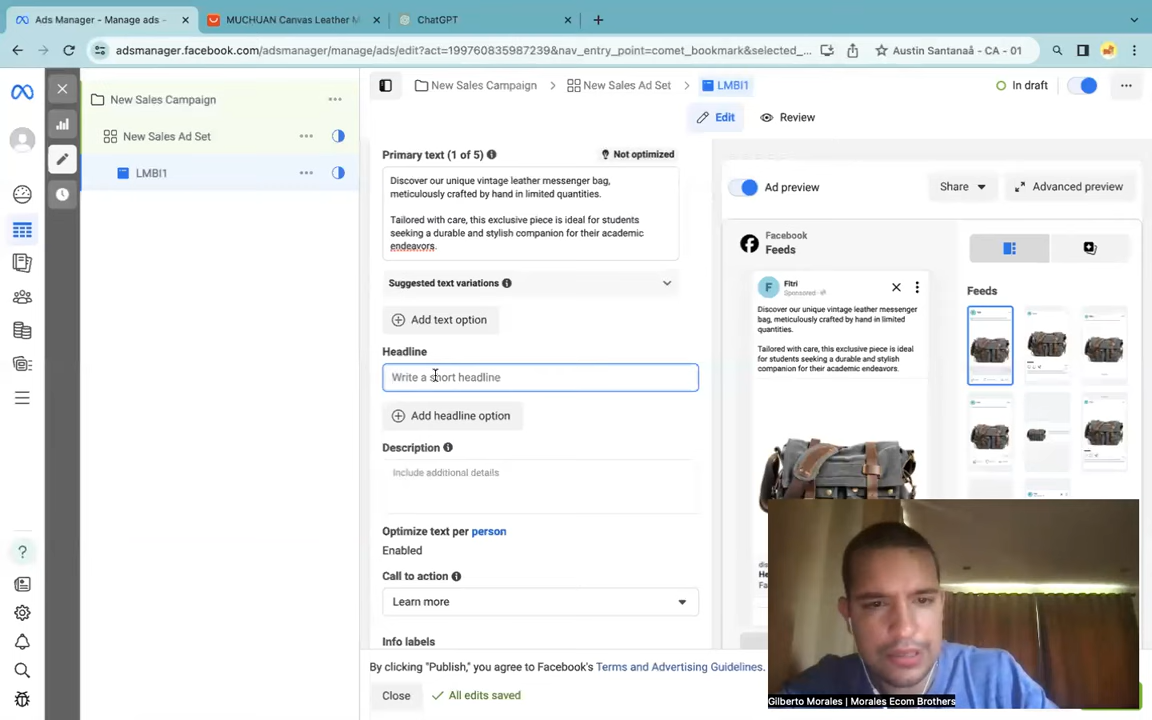 Ads Manager - Manage ads -
MUCHUAN Canvas Leather M
ChatGPT
adsmanager.facebook.com/adsmanager/manage/ads/edit?act=199760835987239&nav_entry_point=comet_bookmark&selected_...
Austin Santanaå – CA - 01
New Sales Campaign
New Sales Ad Set
LMBI1
New Sales Campaign
New Sales Ad Set
LMBI1
In draft
Edit
Review
Primary text (1 of 5)
Not optimized
Discover our unique vintage leather messenger bag,
meticulously crafted by hand in limited quantities.
Tailored with care, this exclusive piece is ideal for students
seeking a durable and stylish companion for their academic
endeavors.
Suggested text variations
Add text option
Headline
Write a short headline
Add headline option
Description
Include additional details
Optimize text per person
Enabled
Call to action
Learn more
Info labels
By clicking "Publish," you agree to Facebook's Terms and Advertising Guidelines.
Close
All edits saved
Ad preview
Share
Advanced preview
Facebook
Feeds
F
Fitri
Sponsored
Discover our unique vintage leather messenger
bag, meticulously crafted by hand in limited
quantities.
Tailored with care, this exclusive piece is ideal
for students seeking a durable and stylish
companion for their academic endeavors.
Feeds
Gilberto Morales | Morales Ecom Brothers